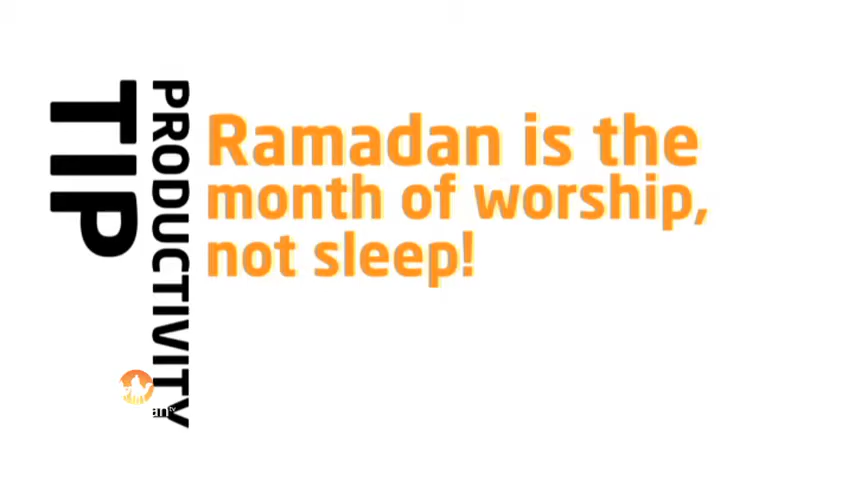 PRODUCTIVITY
TIP
Ramadan is the
month of worship,
not sleep!